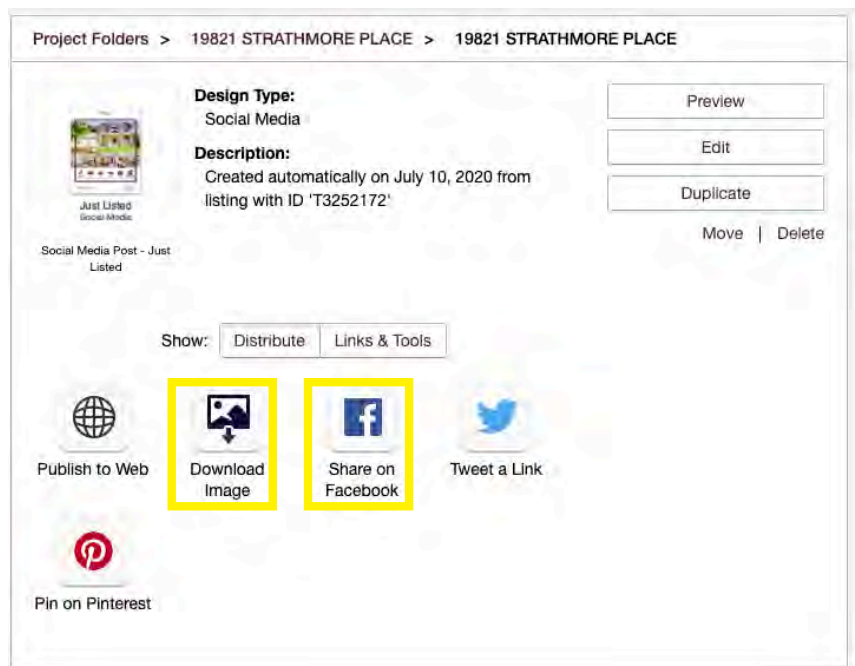 Project Folders > 19821 STRATHMORE PLACE > 19821 STRATHMORE PLACE
Design Type:
Social Media
Description:
Created automatically on July 10, 2020 from
listing with ID 'T3252172'
Preview
Edit
Duplicate
Move | Delete
Just Listed
Social Media
Social Media Post - Just
Listed
Show: Distribute Links & Tools
Publish to Web
Download
Image
Share on
Facebook
Tweet a Link
Pin on Pinterest